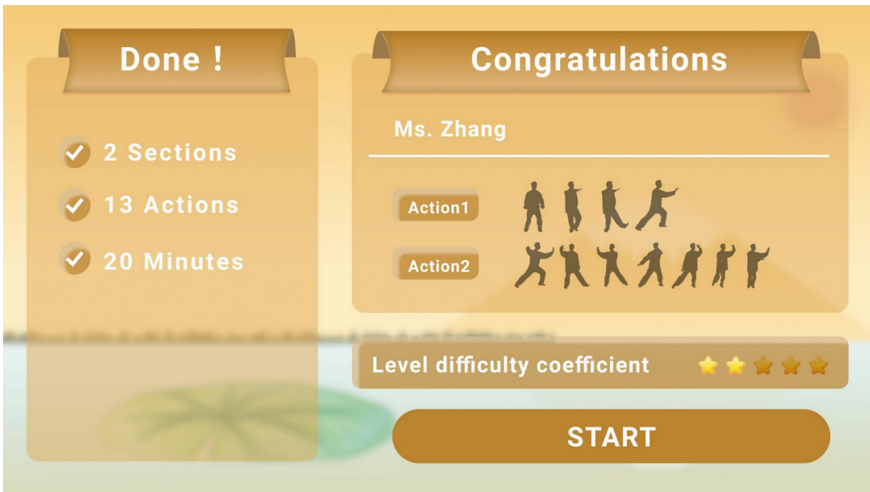 Done !
2 Sections
13 Actions
20 Minutes
Congratulations
Ms. Zhang
Action1
Action2
Level difficulty coefficient
START